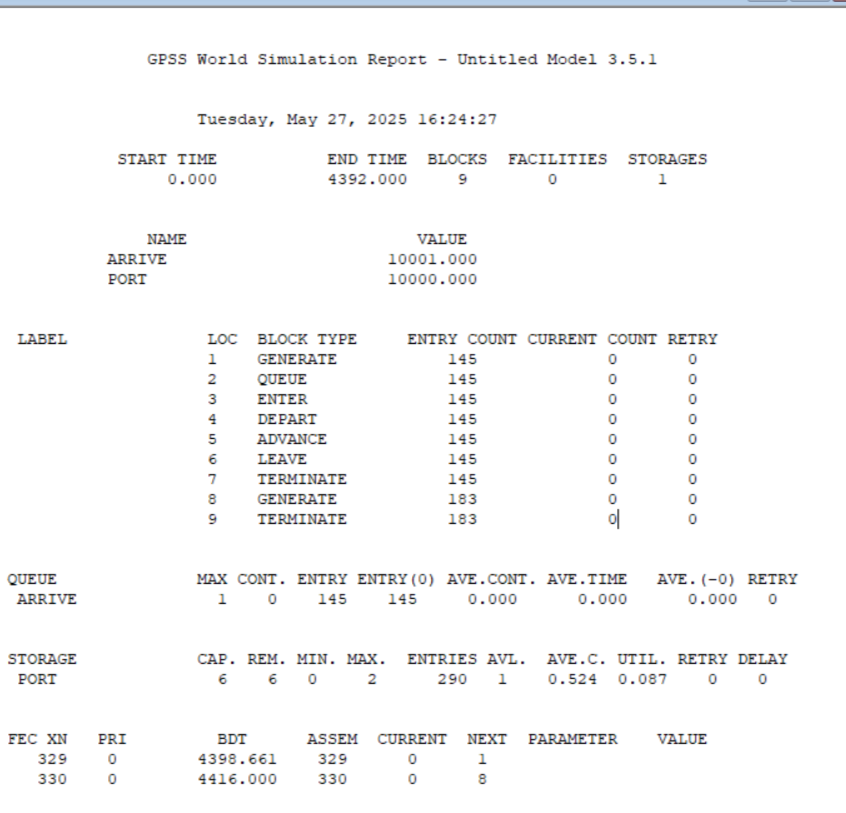 GPSS World Simulation Report - Untitled Model 3.5.1
Tuesday, May 27, 2025 16:24:27
START TIME END TIME BLOCKS FACILITIES STORAGES
0.000 4392.000 9 0 1
NAME VALUE
ARRIVE 10001.000
PORT 10000.000
LABEL LOC BLOCK TYPE ENTRY COUNT CURRENT COUNT RETRY
1 GENERATE 145 0 0
2 QUEUE 145 0 0
3 ENTER 145 0 0
4 DEPART 145 0 0
5 ADVANCE 145 0 0
6 LEAVE 145 0 0
7 TERMINATE 145 0 0
8 GENERATE 183 0 0
9 TERMINATE 183 0 0
QUEUE MAX CONT. ENTRY ENTRY(0) AVE.CONT. AVE.TIME AVE.(-0) RETRY
ARRIVE 1 0 145 145 0.000 0.000 0.000 0
STORAGE CAP. REM. MIN. MAX. ENTRIES AVL. AVE.C. UTIL. RETRY DELAY
PORT 6 6 0 2 290 1 0.524 0.087 0 0
FEC XN PRI BDT ASSEM CURRENT NEXT PARAMETER VALUE
329 0 4398.661 329 0 1
330 0 4416.000 330 0 8